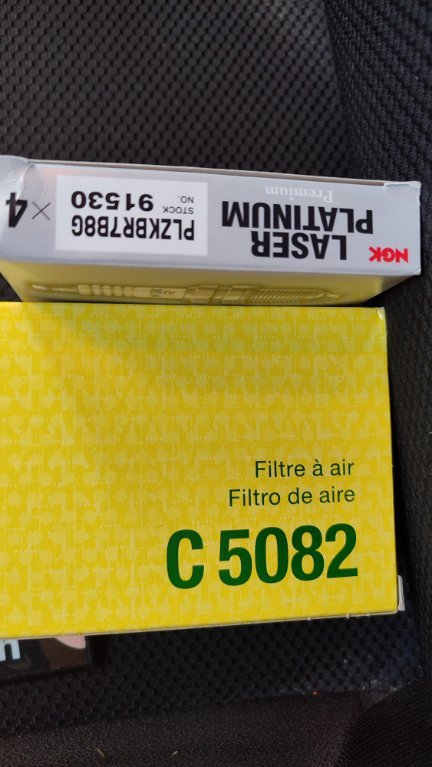 NGK
LASER
PLATINUM
Premium
PLZKBR7B8G
STOCK
NO.
91530
4×
Filtre à air
Filtro de aire
C 5082